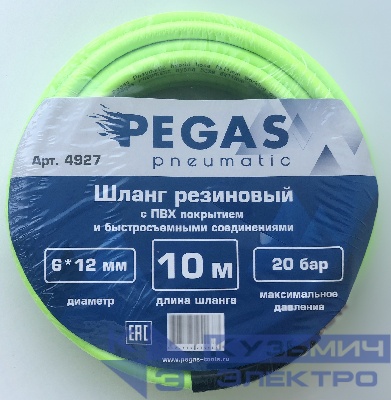 PEGAS
pneumatic
Арт. 4927
Шланг резиновый
с ПВХ покрытием
и быстросъемными соединениями
6*12 мм
10 м
20 бар
диаметр
длина шланга
максимальное
давление
EAC
www.pegas-tools.ru
КУЗЬМИЧ
ЭЛЕКТРО